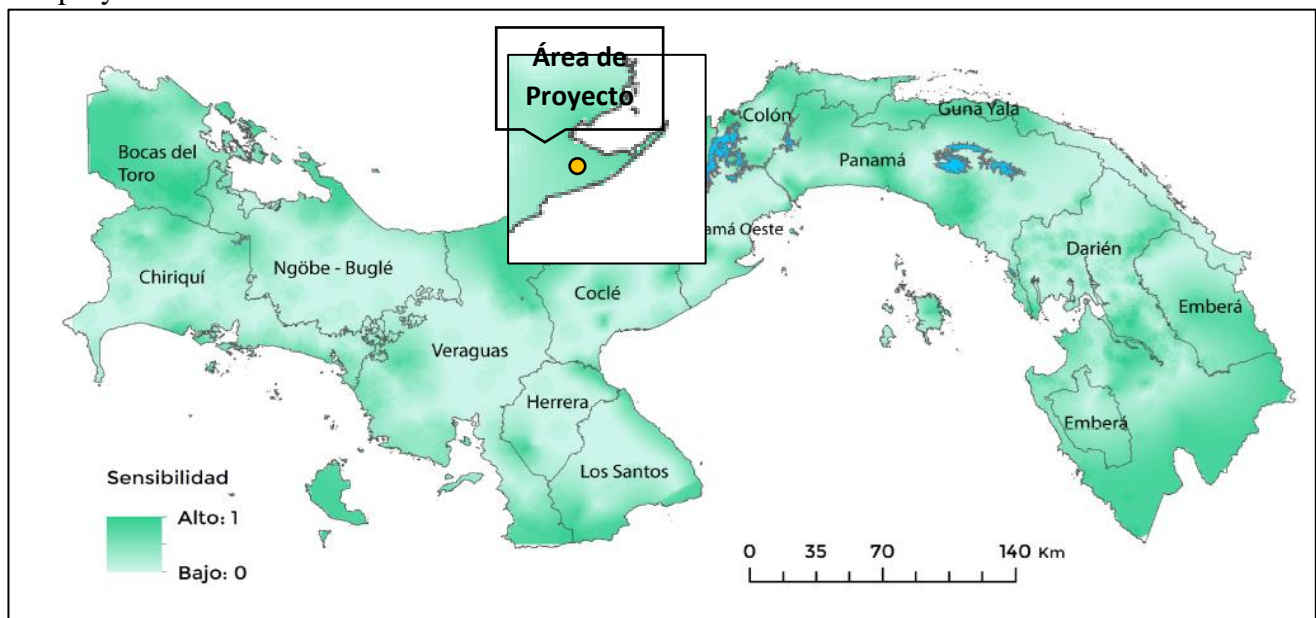 Área de
Proyecto
Colón
Guna Yala
Bocas del
Toro
Panamá
amá Oeste
Darién
Chiriquí
Ngöbe - Buglé
Coclé
Emberá
Veraguas
Herrera
Emberá
Los Santos
Sensibilidad
Alto: 1
Bajo: 0
0 35 70 140 Km